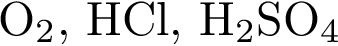 O₂, HCl, H₂SO₄